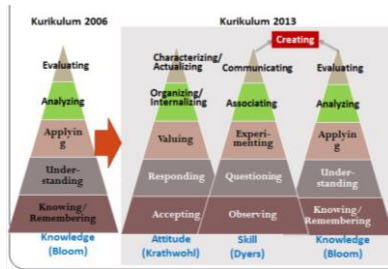 Kurikulum 2006
Kurikulum 2013
Creating
Evaluating
Analyzing
Applyin
g
Under-
standing
Knowing/
Remembering
Knowledge
(Bloom)
Characterizing/
Actualizing
Organizing/
Internalizing
Valuing
Responding
Accepting
Attitude
(Krathwohl)
Communicating
Associating
Experi-
menting
Questioning
Observing
Skill
(Dyers)
Evaluating
Analyzing
Applyin
g
Under-
standing
Knowing/
Remembering
Knowledge
(Bloom)